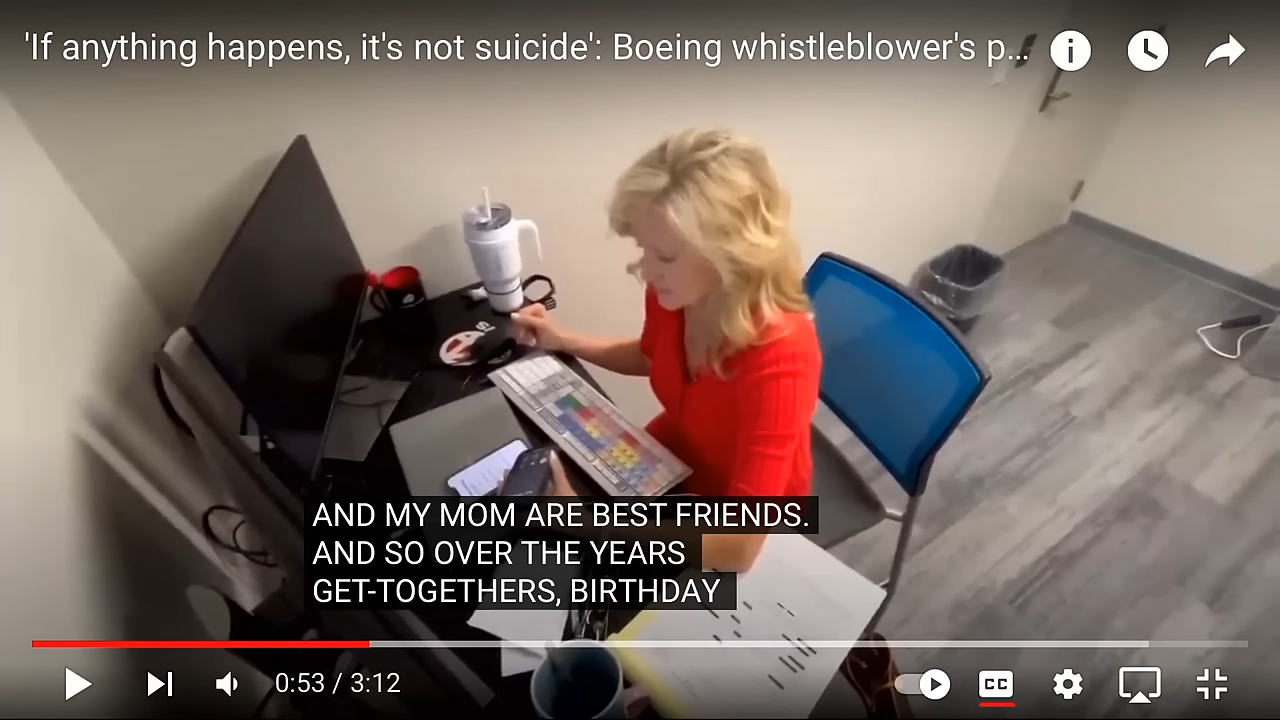 'If anything happens, it's not suicide': Boeing whistleblower's p...
AND MY MOM ARE BEST FRIENDS.
AND SO OVER THE YEARS
GET-TOGETHERS, BIRTHDAY
0:53 / 3:12
CC